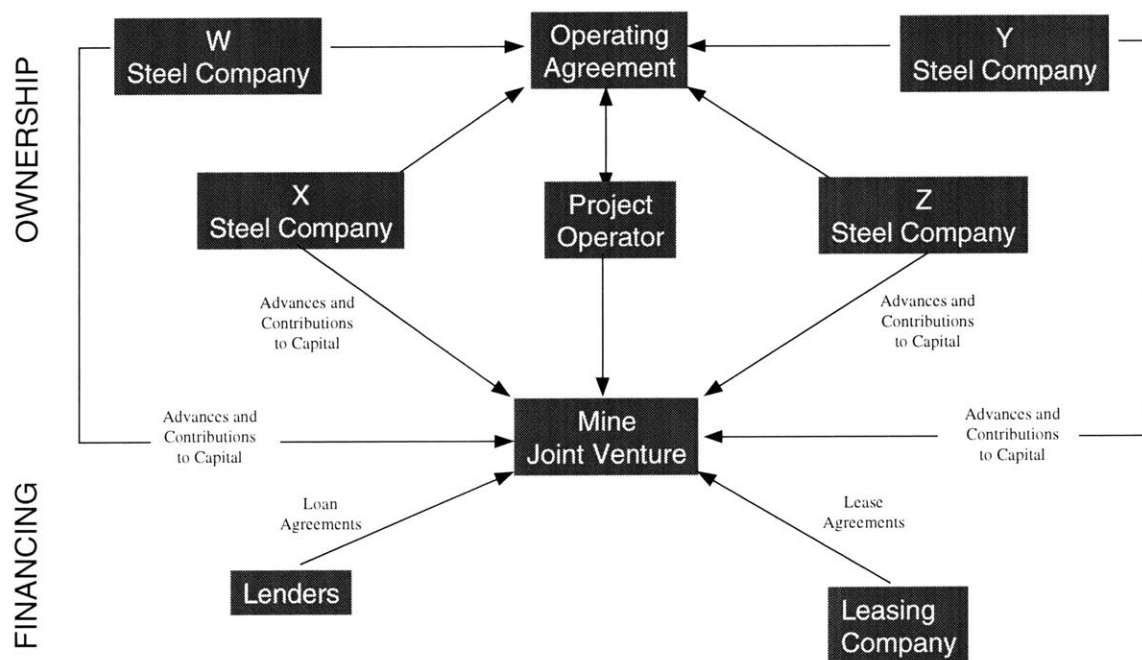 OWNERSHIP
W
Steel Company
Operating
Agreement
Y
Steel Company
X
Steel Company
Project
Operator
Z
Steel Company
Advances and
Contributions
to Capital
Advances and
Contributions
to Capital
Mine
Joint Venture
Advances and
Contributions
to Capital
Advances and
Contributions
to Capital
FINANCING
Loan
Agreements
Lease
Agreements
Lenders
Leasing
Company